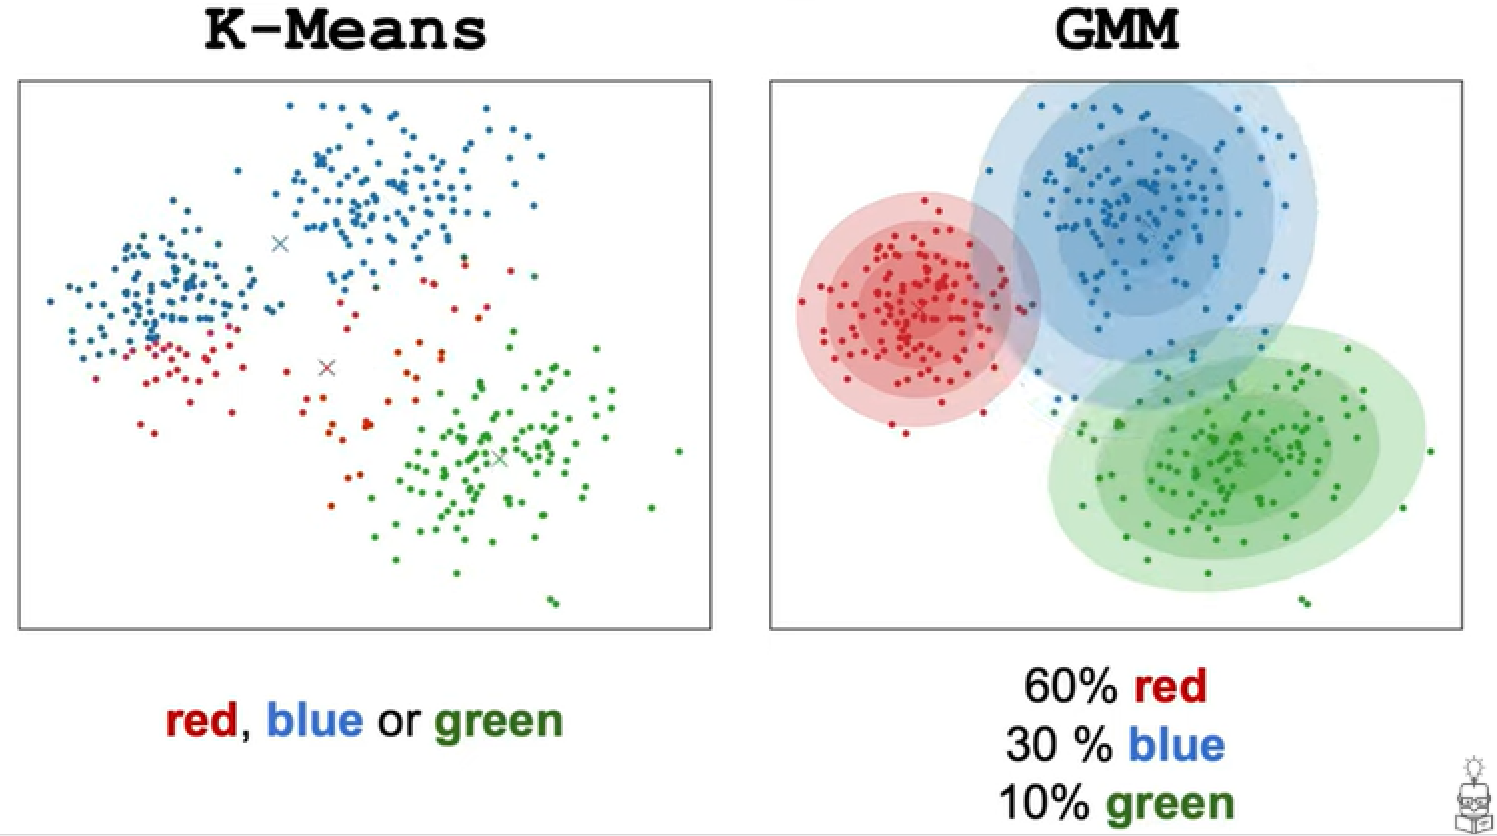 K-Means
GMM
red, blue or green
60% red
30 % blue
10% green